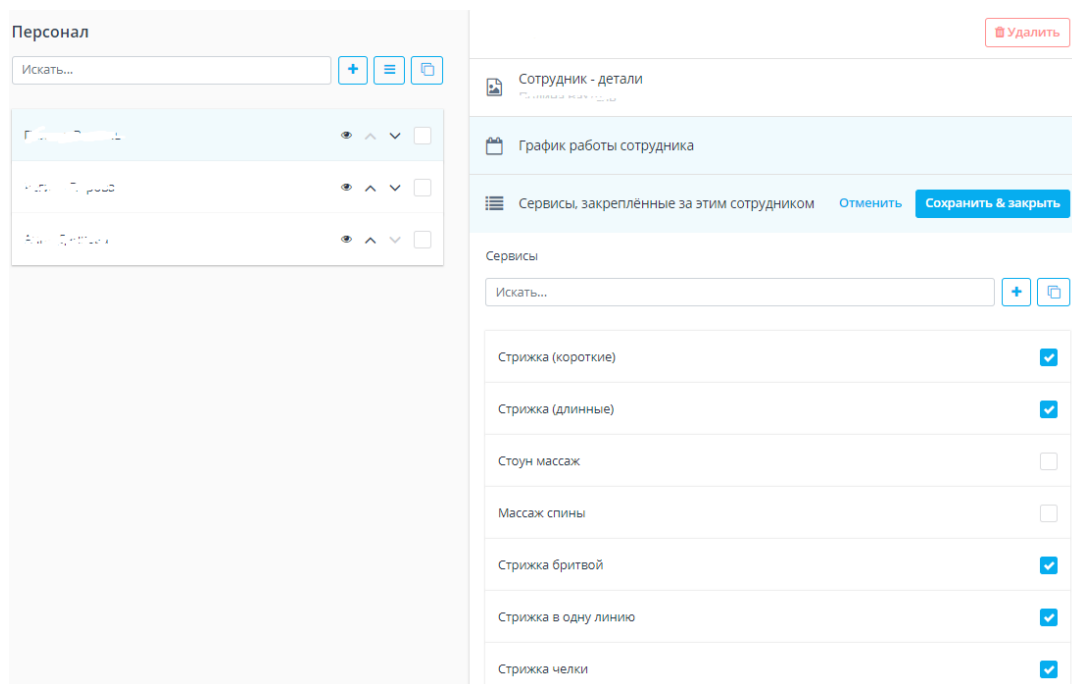 Персонал
Искать...
Удалить
Сотрудник - детали
График работы сотрудника
Сервисы, закреплённые за этим сотрудником
Отменить
Сохранить & закрыть
Сервисы
Искать...
Стрижка (короткие)
Стрижка (длинные)
Стоун массаж
Массаж спины
Стрижка бритвой
Стрижка в одну линию
Стрижка челки